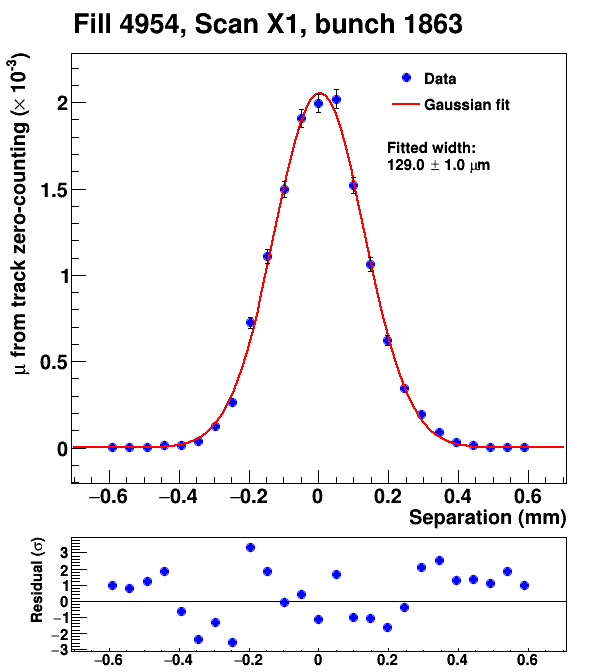 Fill 4954, Scan X1, bunch 1863
μ from track zero-counting (× 10⁻³)
Data
Gaussian fit
Fitted width:
129.0 ± 1.0 μm
2
1.5
1
0.5
0
−0.6 −0.4 −0.2 0 0.2 0.4 0.6
Separation (mm)
Residual (σ)
3
2
1
0
−1
−2
−3
−0.6 −0.4 −0.2 0 0.2 0.4 0.6